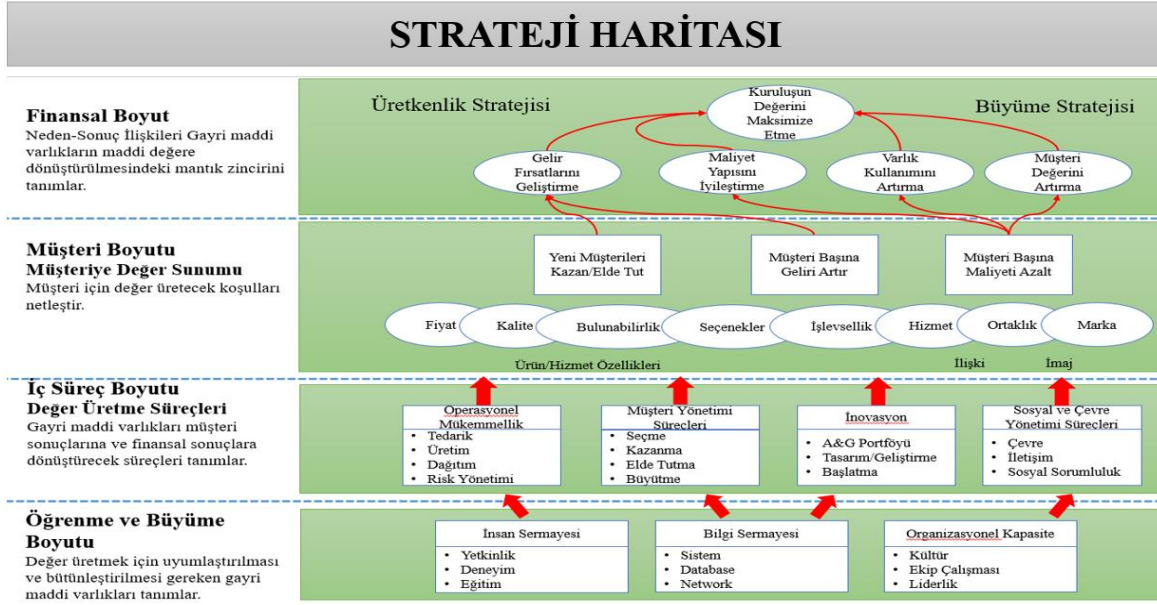 STRATEJİ HARİTASI
Finansal Boyut
Neden-Sonuç İlişkileri Gayri maddi
varlıkların maddi değere
dönüştürülmesindeki mantık zincirini
tanımlar.
Üretkenlik Stratejisi
Kuruluşun
Değerini
Maksimize
Etme
Büyüme Stratejisi
Gelir
Fırsatlarını
Geliştirme
Maliyet
Yapısını
İyileştirme
Varlık
Kullanımını
Artırma
Müşteri
Değerini
Artırma
Müşteri Boyutu
Müşteriye Değer Sunumu
Müşteri için değer üretecek koşulları
netleştir.
Yeni Müşterileri
Kazan/Elde Tut
Müşteri Başına
Geliri Artır
Müşteri Başına
Maliyeti Azalt
Fiyat
Kalite
Bulunabilirlik
Seçenekler
İşlevsellik
Hizmet
Ortaklık
Marka
Ürün/Hizmet Özellikleri
İlişki
İmaj
İç Süreç Boyutu
Değer Üretme Süreçleri
Gayri maddi varlıkları müşteri
sonuçlarına ve finansal sonuçlara
dönüştürecek süreçleri tanımlar.
Operasyonel
Mükemmellik
• Tedarik
• Üretim
• Dağıtım
• Risk Yönetimi
Müşteri Yönetimi
Süreçleri
• Seçme
• Kazanma
• Elde Tutma
• Büyütme
İnovasyon
• A&G Portföyü
• Tasarım/Geliştirme
• Başlatma
Sosyal ve Çevre
Yönetimi Süreçleri
• Çevre
• İletişim
• Sosyal Sorumluluk
Öğrenme ve Büyüme
Boyutu
Değer üretmek için uyumlaştırılması
ve bütünleştirilmesi gereken gayri
maddi varlıkları tanımlar.
İnsan Sermayesi
• Yetkinlik
• Deneyim
• Eğitim
Bilgi Sermayesi
• Sistem
• Database
• Network
Organizasyonel Kapasite
• Kültür
• Ekip Çalışması
• Liderlik